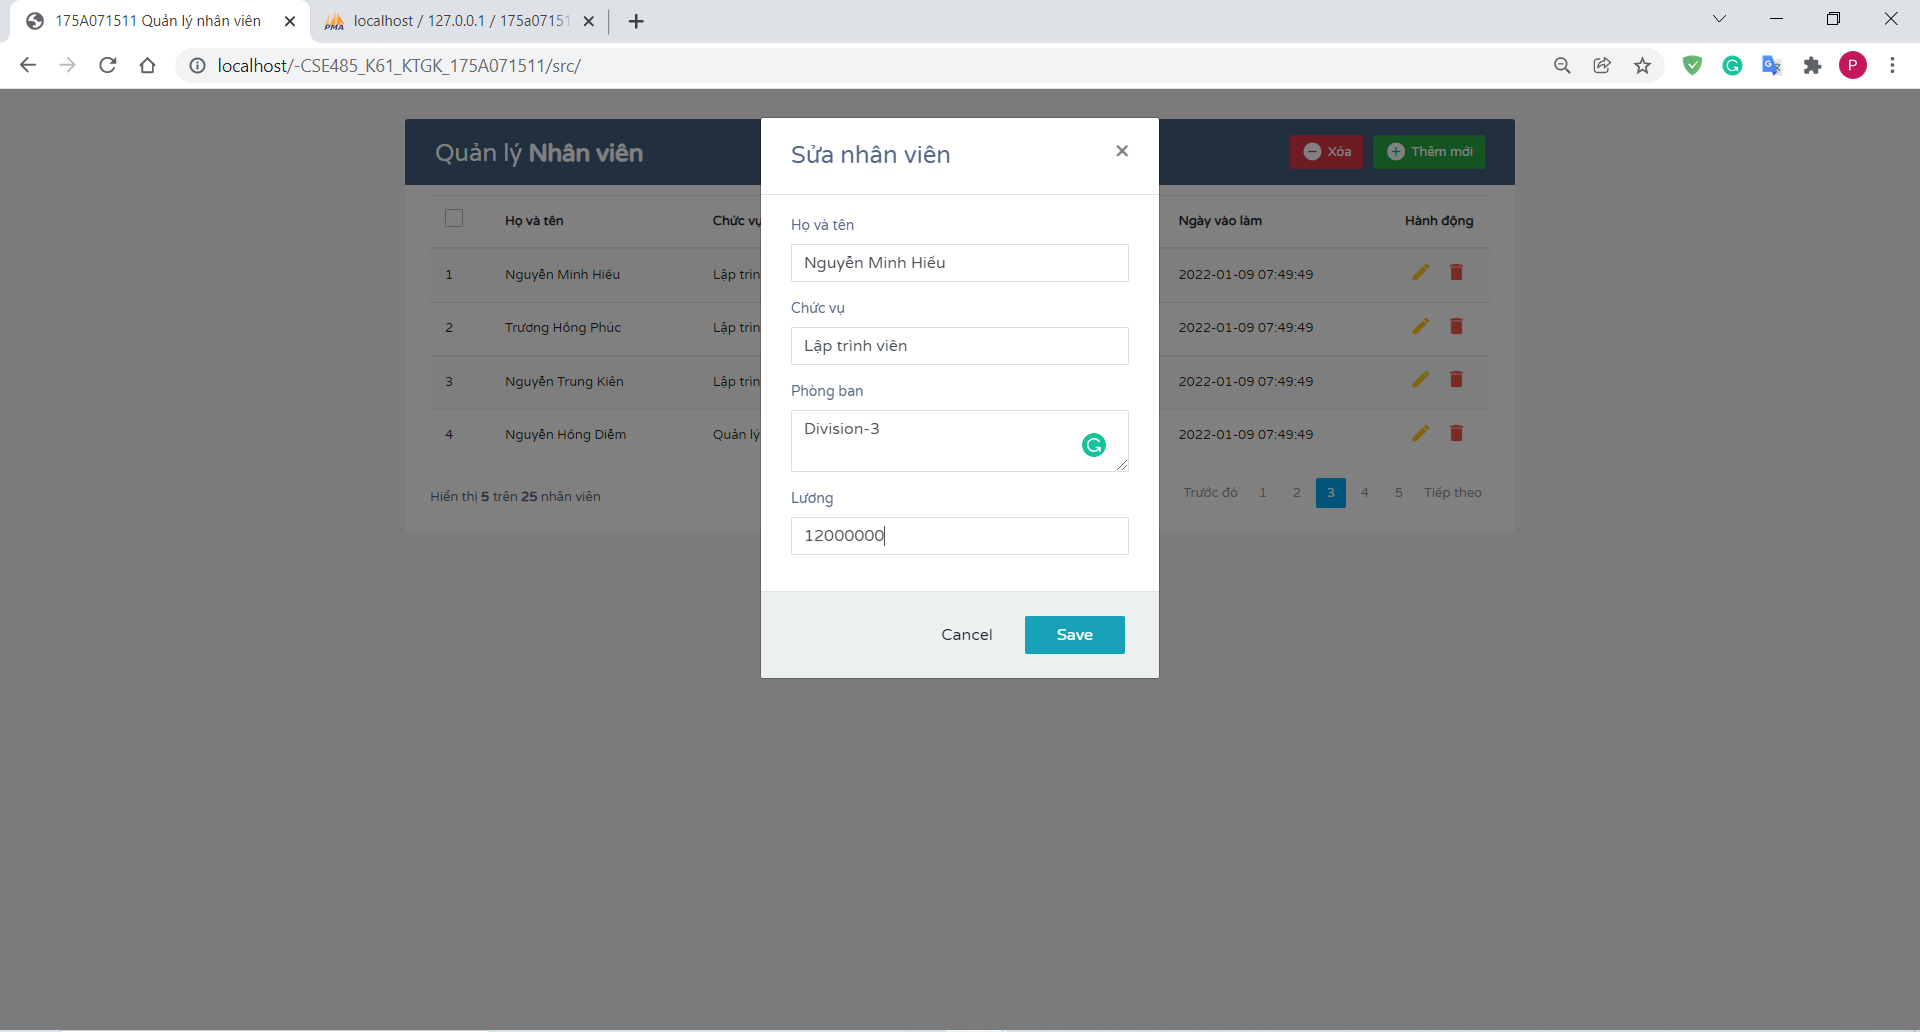 175A071511 Quản lý nhân viên
localhost / 127.0.0.1 / 175a07151
localhost/-CSE485_K61_KTGK_175A071511/src/
P
Quản lý Nhân viên
Xóa
Thêm mới
Họ và tên
Chức vụ
Ngày vào làm
Hành động
1 Nguyễn Minh Hiếu Lập trìn 2022-01-09 07:49:49
2 Trương Hồng Phúc Lập trìn 2022-01-09 07:49:49
3 Nguyễn Trung Kiên Lập trìn 2022-01-09 07:49:49
4 Nguyễn Hồng Diễm Quản lý 2022-01-09 07:49:49
Hiển thị 5 trên 25 nhân viên
Trước đó 1 2 3 4 5 Tiếp theo
Sửa nhân viên
Họ và tên
Nguyễn Minh Hiếu
Chức vụ
Lập trình viên
Phòng ban
Division-3
Lương
12000000
Cancel
Save